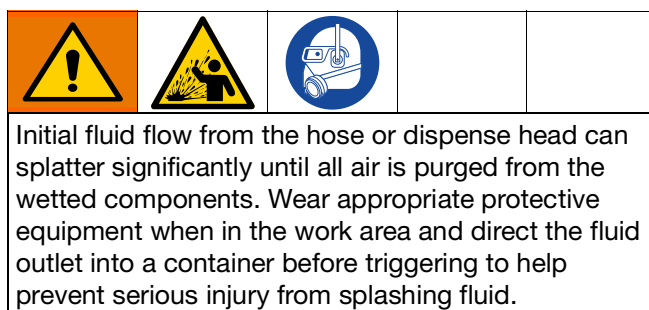 Initial fluid flow from the hose or dispense head can
splatter significantly until all air is purged from the
wetted components. Wear appropriate protective
equipment when in the work area and direct the fluid
outlet into a container before triggering to help
prevent serious injury from splashing fluid.